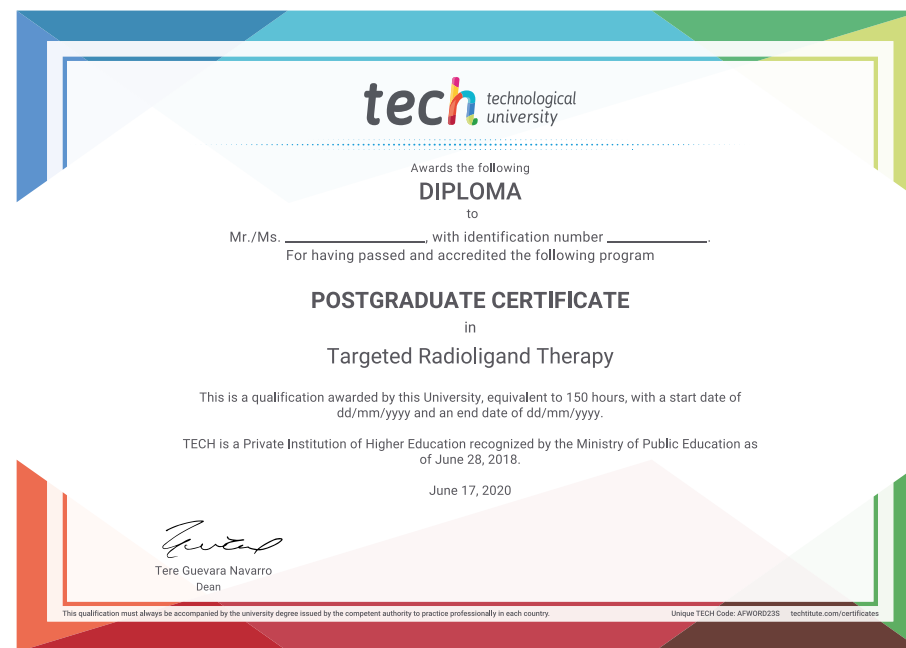 tech technological
university
Awards the following
DIPLOMA
to
Mr./Ms. ____________________, with identification number ______________.
For having passed and accredited the following program
POSTGRADUATE CERTIFICATE
in
Targeted Radioligand Therapy
This is a qualification awarded by this University, equivalent to 150 hours, with a start date of
dd/mm/yyyy and an end date of dd/mm/yyyy.
TECH is a Private Institution of Higher Education recognized by the Ministry of Public Education as
of June 28, 2018.
June 17, 2020
Tere Guevara Navarro
Dean
This qualification must always be accompanied by the university degree issued by the competent authority to practice professionally in each country. Unique TECH Code: AFWORD23S techtitute.com/certificates